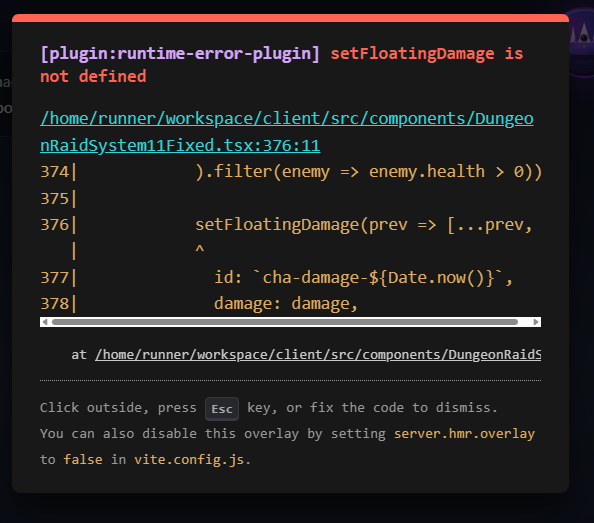 [plugin:runtime-error-plugin] setFloatingDamage is
not defined
/home/runner/workspace/client/src/components/Dungeo
nRaidSystem11Fixed.tsx:376:11
374|           ).filter(enemy => enemy.health > 0))
375|
376|           setFloatingDamage(prev => [...prev,
   |           ^
377|             id: `cha-damage-${Date.now()}`,
378|             damage: damage,
at /home/runner/workspace/client/src/components/DungeonRaidS
Click outside, press Esc key, or fix the code to dismiss.
You can also disable this overlay by setting server.hmr.overlay
to false in vite.config.js.